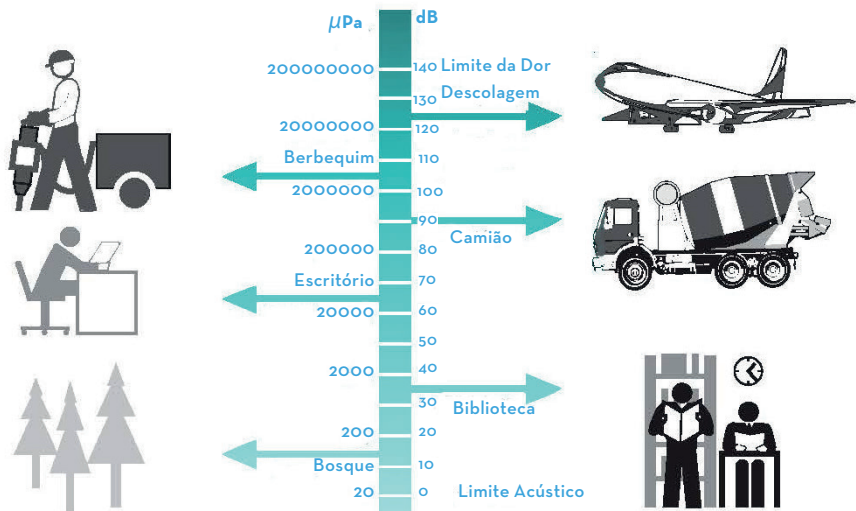 μPa dB
200000000 140 Limite da Dor
130 Descolagem
20000000 120
Berbequim 110
2000000 100
90
Camião
200000 80
Escritório 70
20000 60
50
2000 40
30
Biblioteca
200 20
Bosque 10
20 0 Limite Acústico